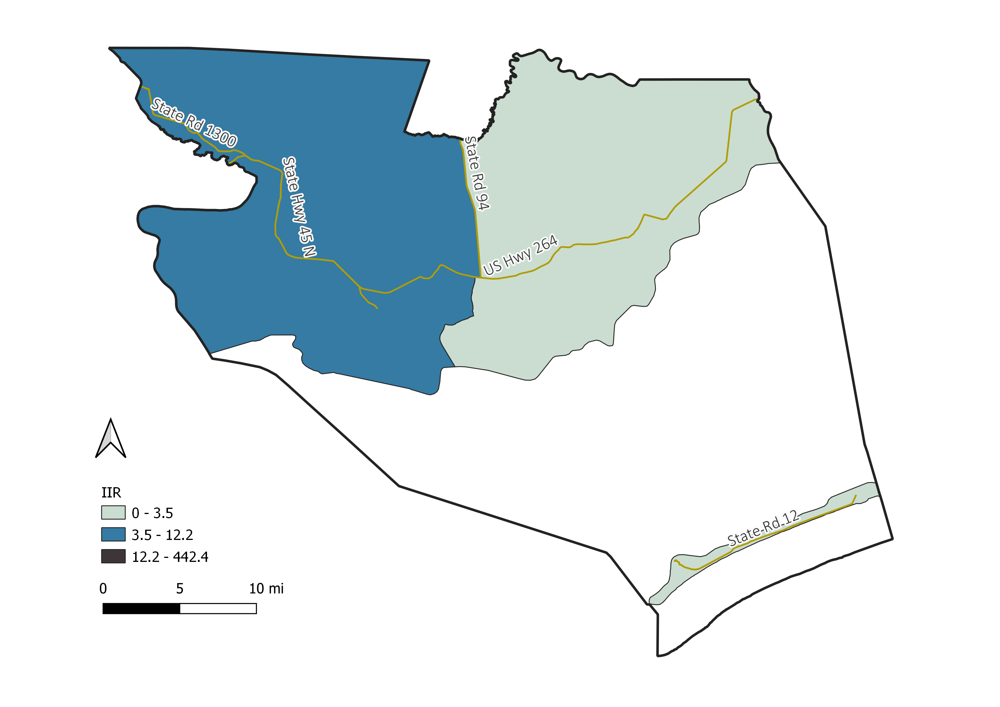 State Rd 1300
State Hwy 45 N
State Rd 94
US Hwy 264
State Rd 12
IIR
0 - 3.5
3.5 - 12.2
12.2 - 442.4
0 5 10 mi